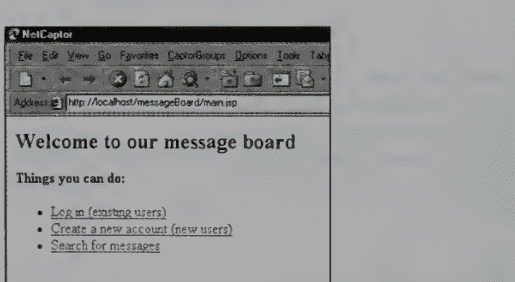 NetCaptor
File Edit View Go Favorites CaptorGroups Options Tools Tabs
Address http://localhost/messageBoard/main.jsp
Welcome to our message board
Things you can do:
Log in (existing users)
Create a new account (new users)
Search for messages